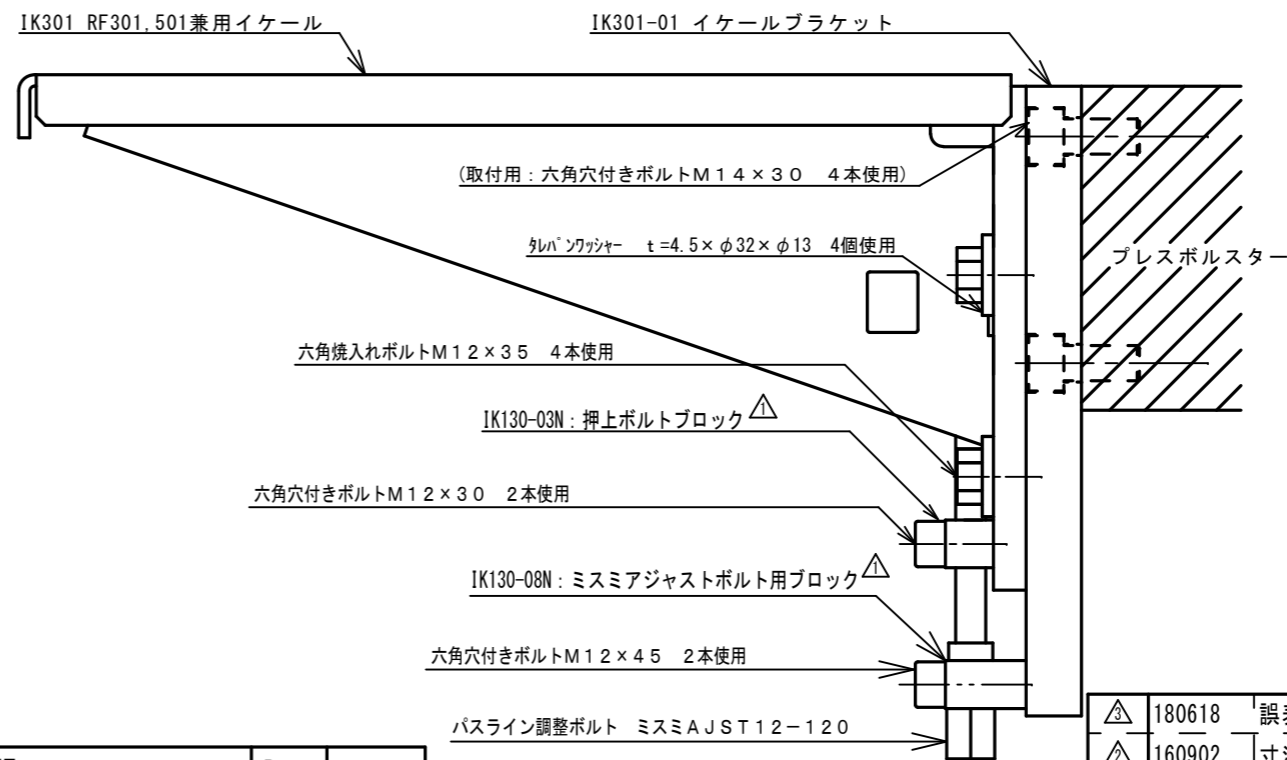 IK301 RF301,501兼用イケール
IK301-01 イケールブラケット
(取付用：六角穴付きボルトM14×30 4本使用)
タレパンワッシャー t=4.5×φ32×φ13 4個使用
プレスボルスター
六角焼入れボルトM12×35 4本使用
IK130-03N：押上ボルトブロック 1
六角穴付きボルトM12×30 2本使用
IK130-08N：ミスミアジャストボルト用ブロック 1
六角穴付きボルトM12×45 2本使用
パスライン調整ボルト ミスミAJST12-120
3 180618
2 160902